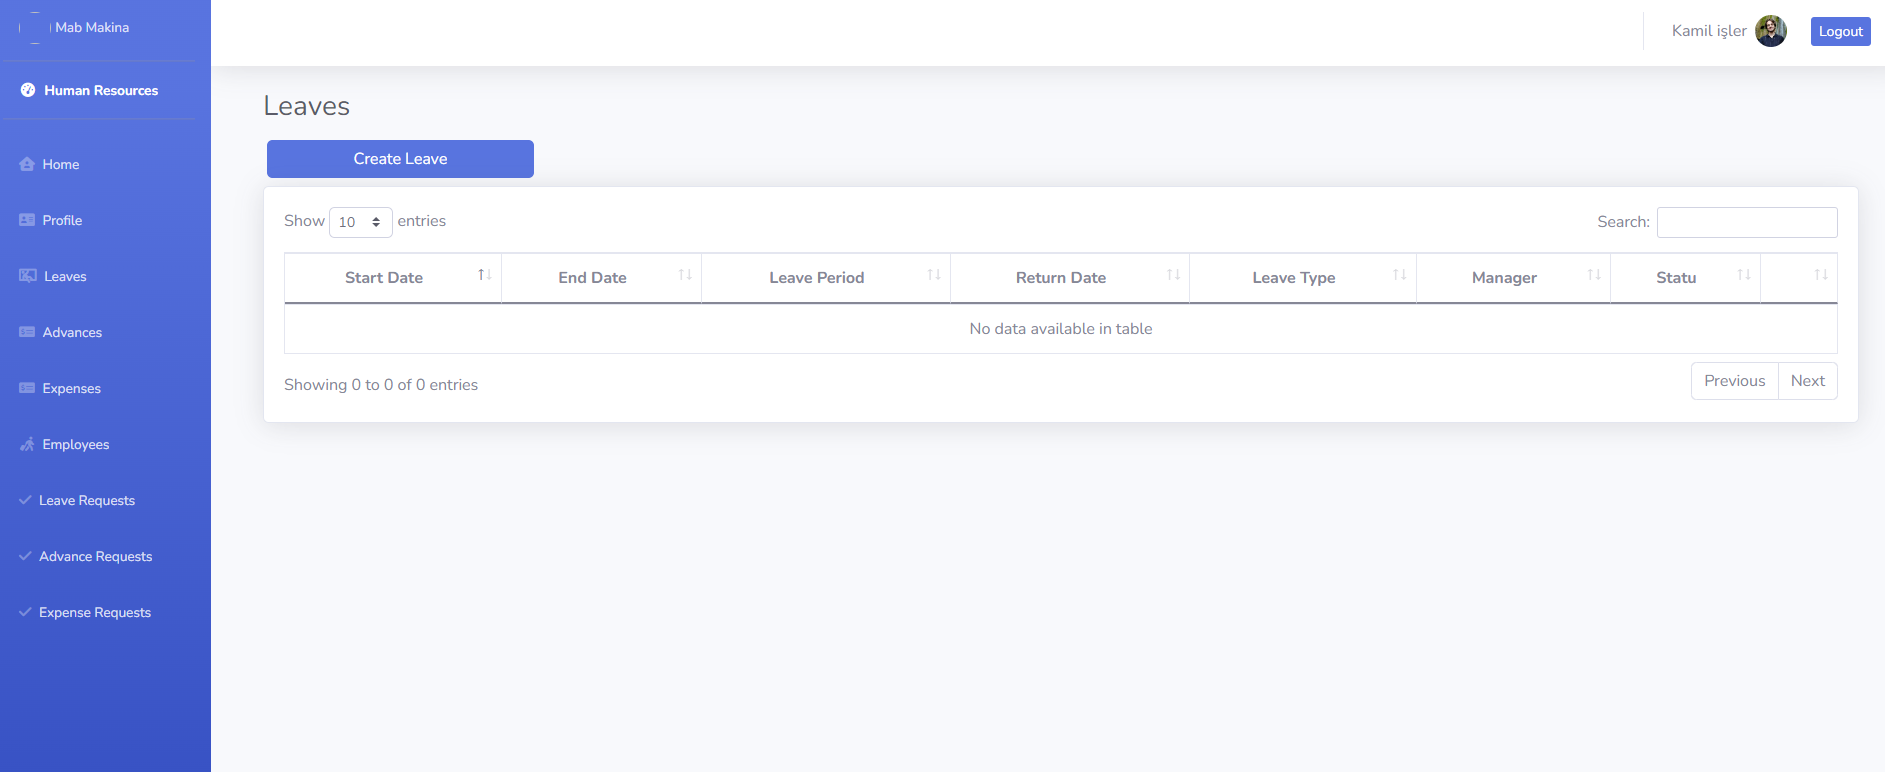 Mab Makina
Kamil işler
Logout
Human Resources
Home
Profile
Leaves
Advances
Expenses
Employees
Leave Requests
Advance Requests
Expense Requests
Leaves
Create Leave
Show 10 entries
Search:
Start Date End Date Leave Period Return Date Leave Type Manager Statu
No data available in table
Showing 0 to 0 of 0 entries
Previous Next